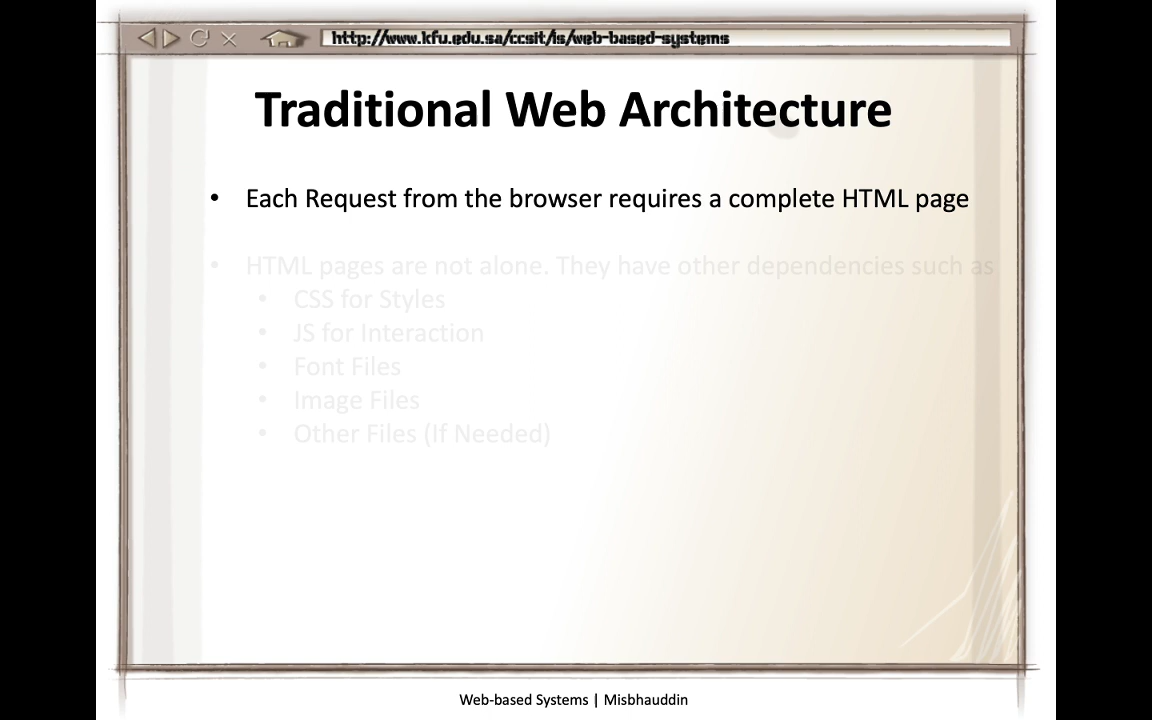 http://www.kfu.edu.sa/ccsit/is/web-based-systems
Traditional Web Architecture
• Each Request from the browser requires a complete HTML page
• HTML pages are not alone. They have other dependencies such as
• CSS for Styles
• JS for Interaction
• Font Files
• Image Files
• Other Files (If Needed)
Web-based Systems | Misbhauddin